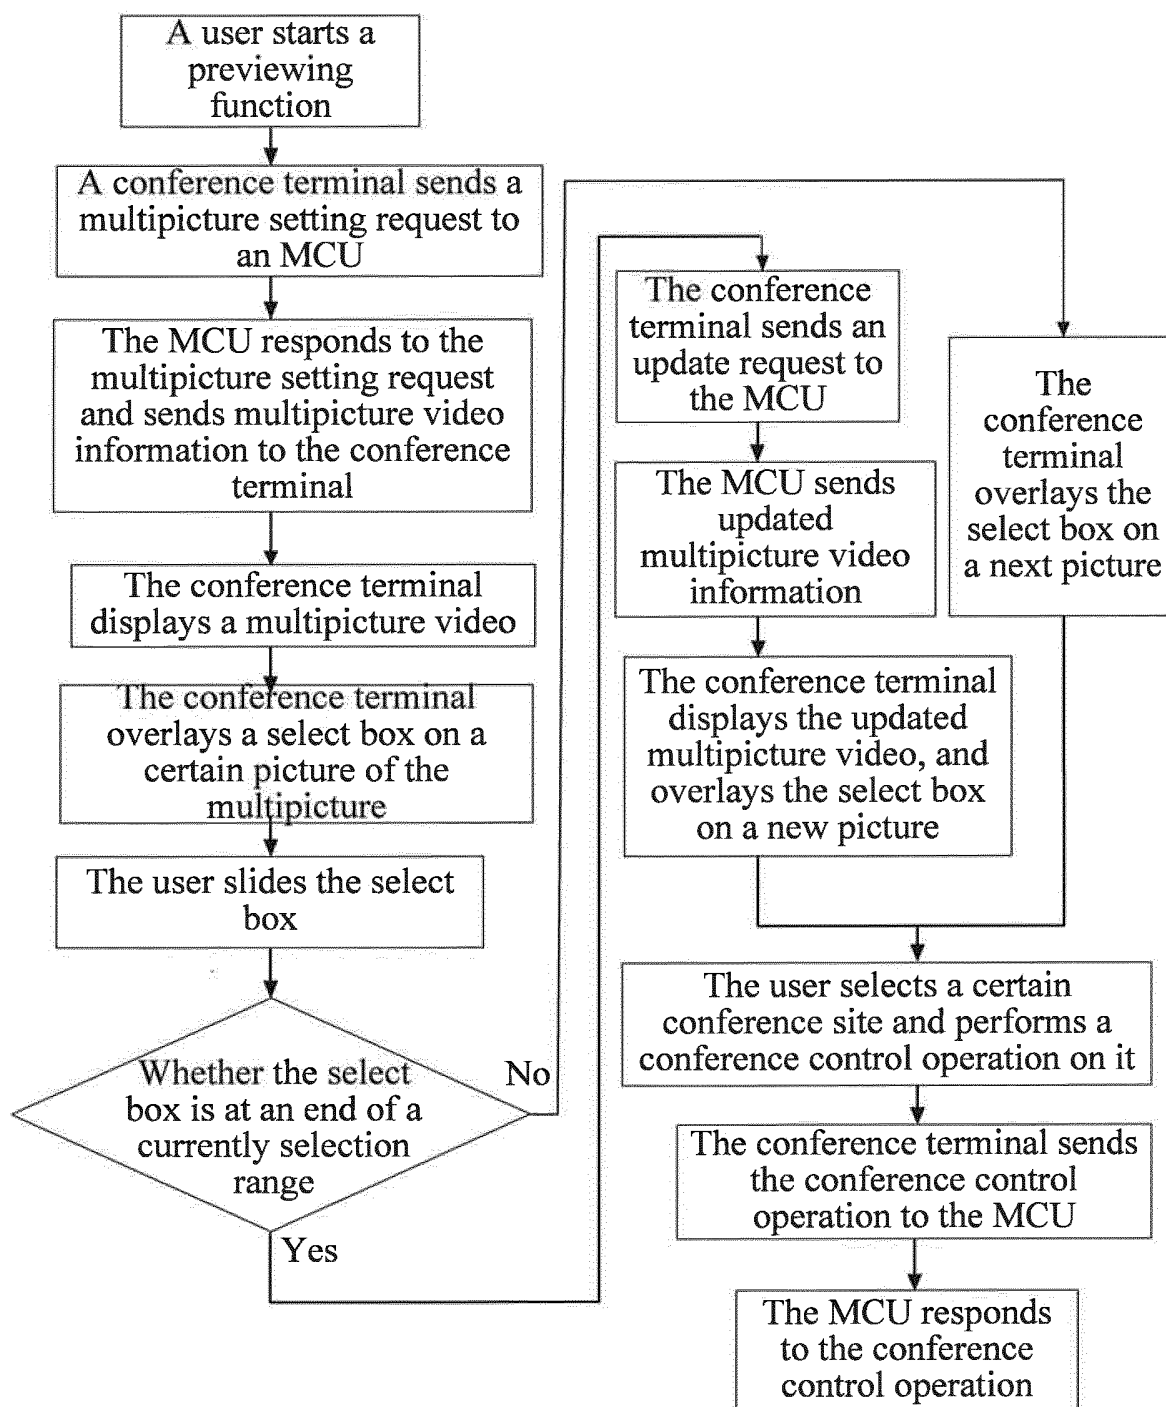 A user starts a
previewing
function
A conference terminal sends a
multipicture setting request to
an MCU
The MCU responds to the
multipicture setting request
and sends multipicture video
information to the conference
terminal
The conference terminal
displays a multipicture video
The conference terminal
overlays a select box on a
certain picture of the
multipicture
The user slides the select
box
Whether the select
box is at an end of a
currently selection
range
No
Yes
The conference
terminal sends an
update request to
the MCU
The MCU sends
updated
multipicture video
information
The conference terminal
displays the updated
multipicture video, and
overlays the select box
on a new picture
The
conference
terminal
overlays the
select box on
a next picture
The user selects a certain
conference site and performs a
conference control operation on it
The conference terminal sends
the conference control
operation to the MCU
The MCU responds
to the conference
control operation